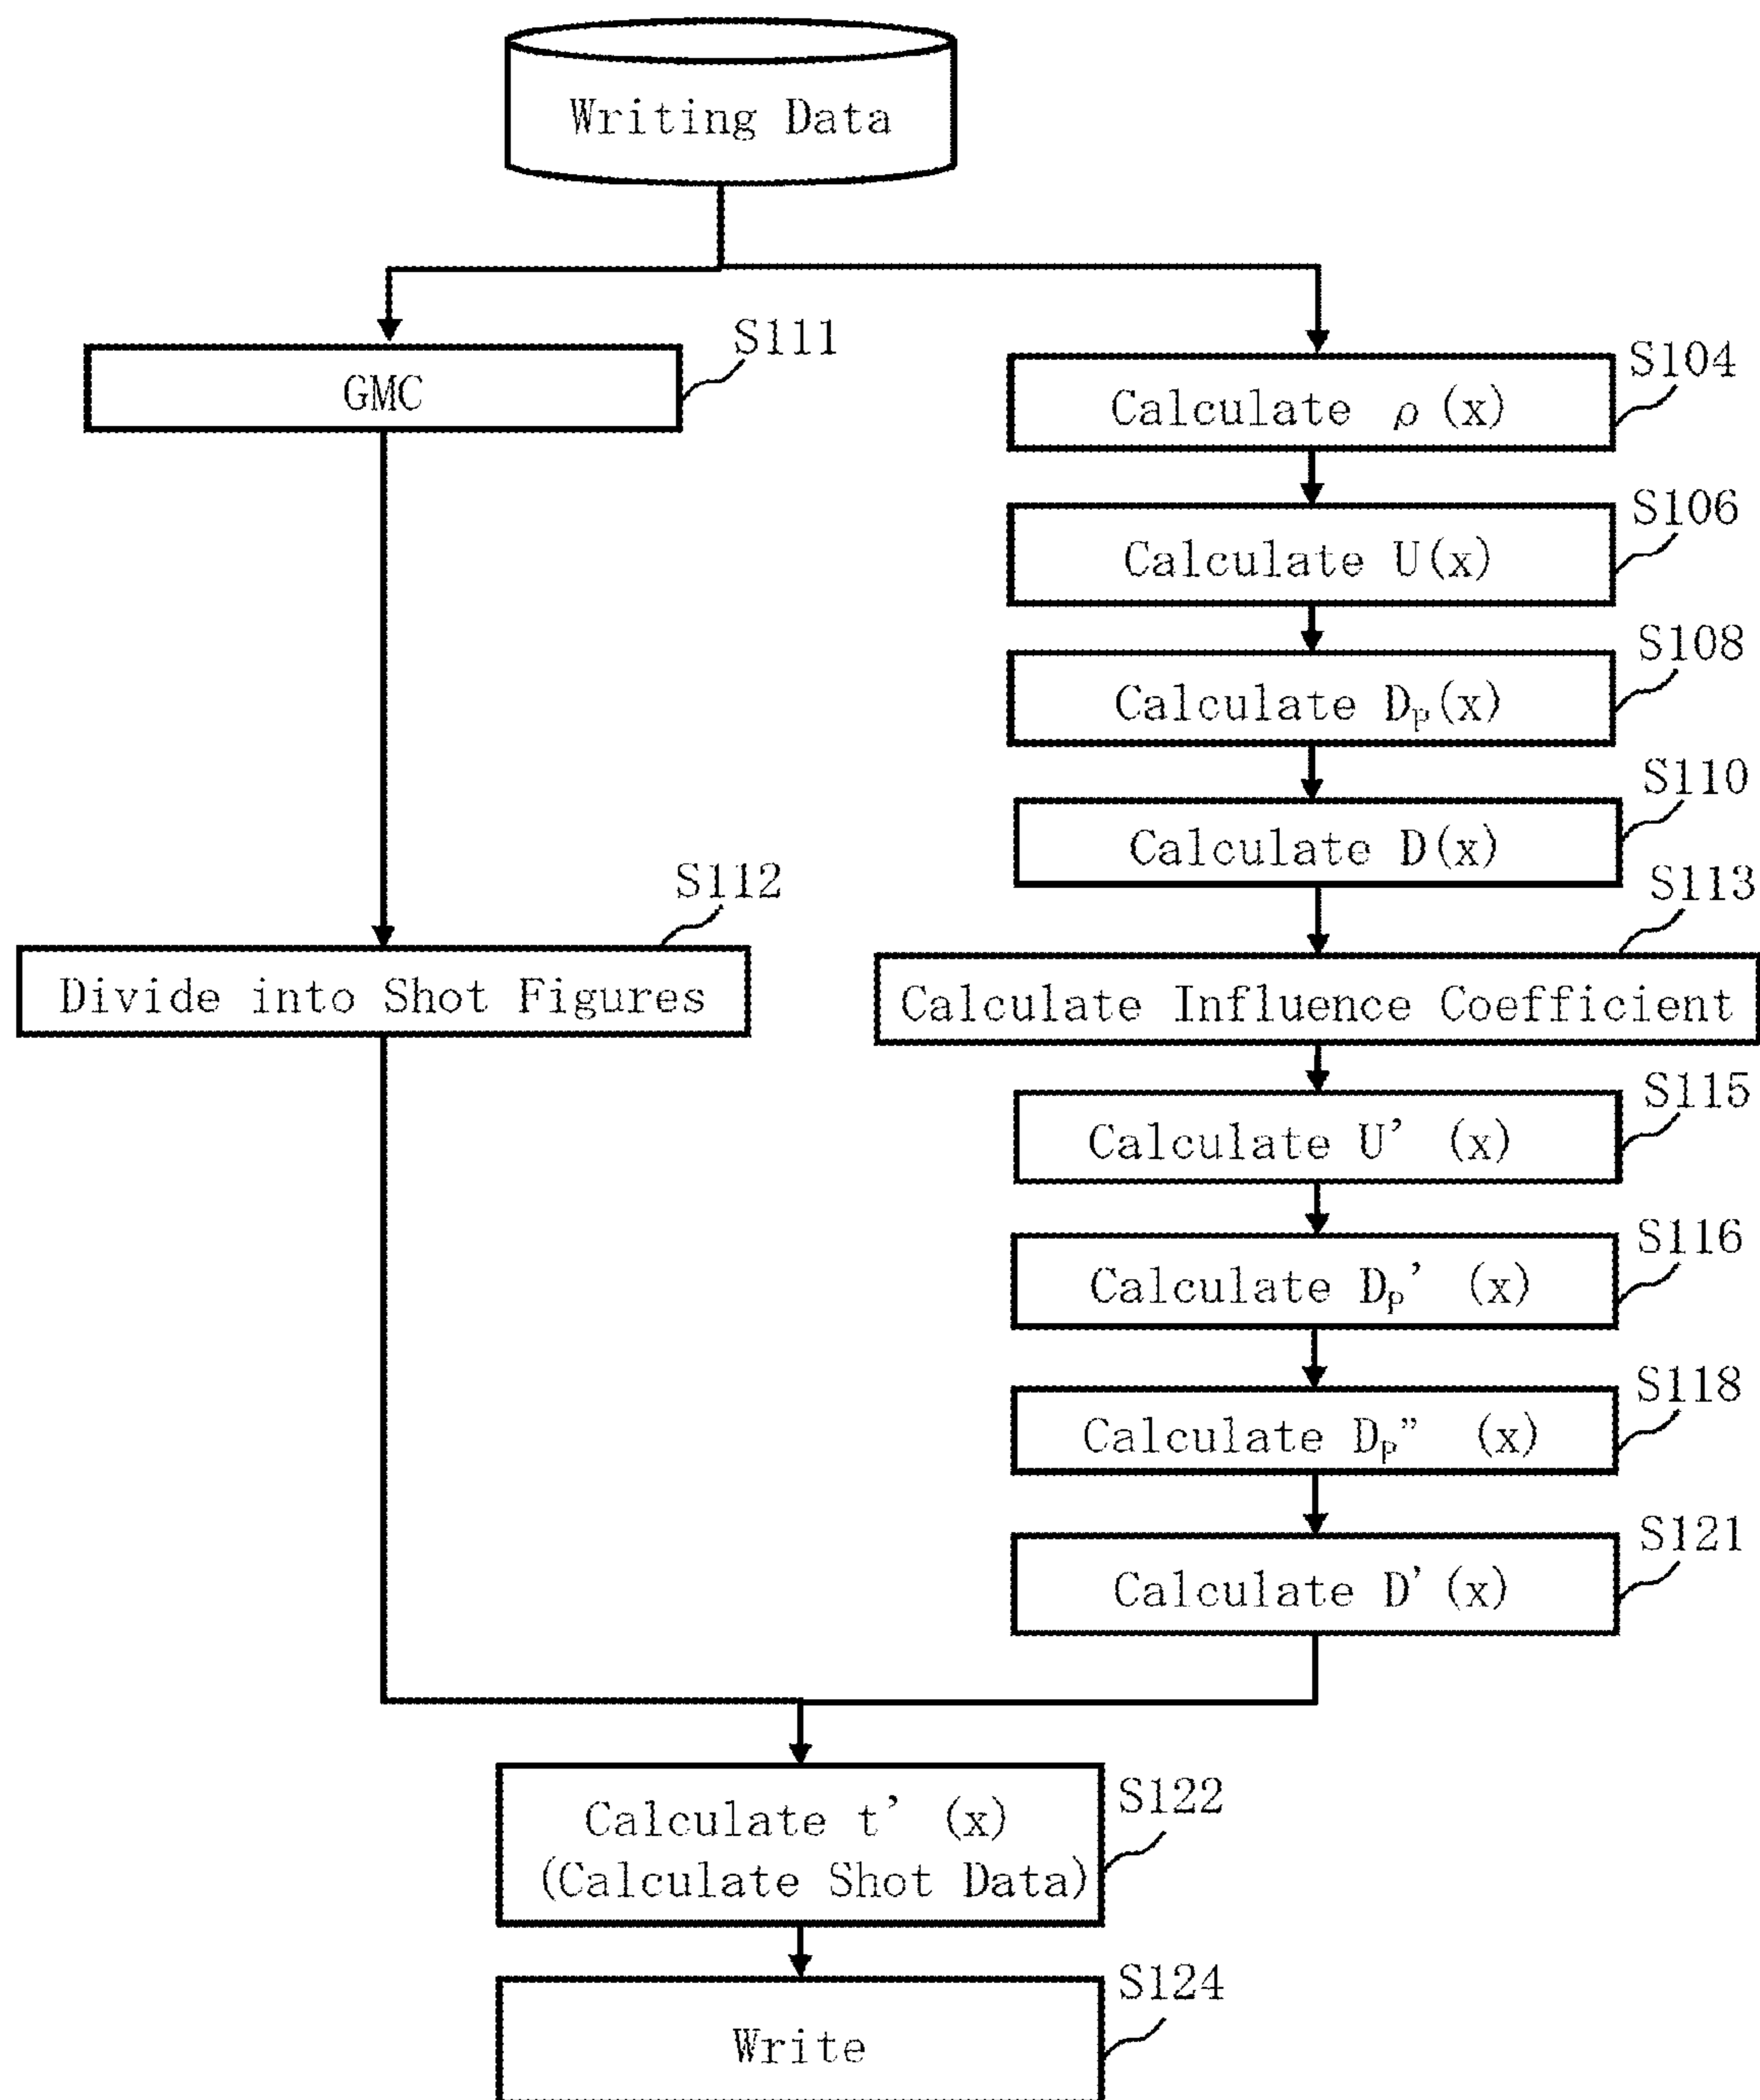 Writing Data
S111
GMC
S104
Calculate ρ(x)
S106
Calculate U(x)
S108
Calculate Dp(x)
S110
Calculate D(x)
S112
Divide into Shot Figures
S113
Calculate Influence Coefficient
S115
Calculate U’ (x)
S116
Calculate Dp’ (x)
S118
Calculate Dp” (x)
S121
Calculate D'(x)
S122
Calculate t’ (x)
(Calculate Shot Data)
S124
Write